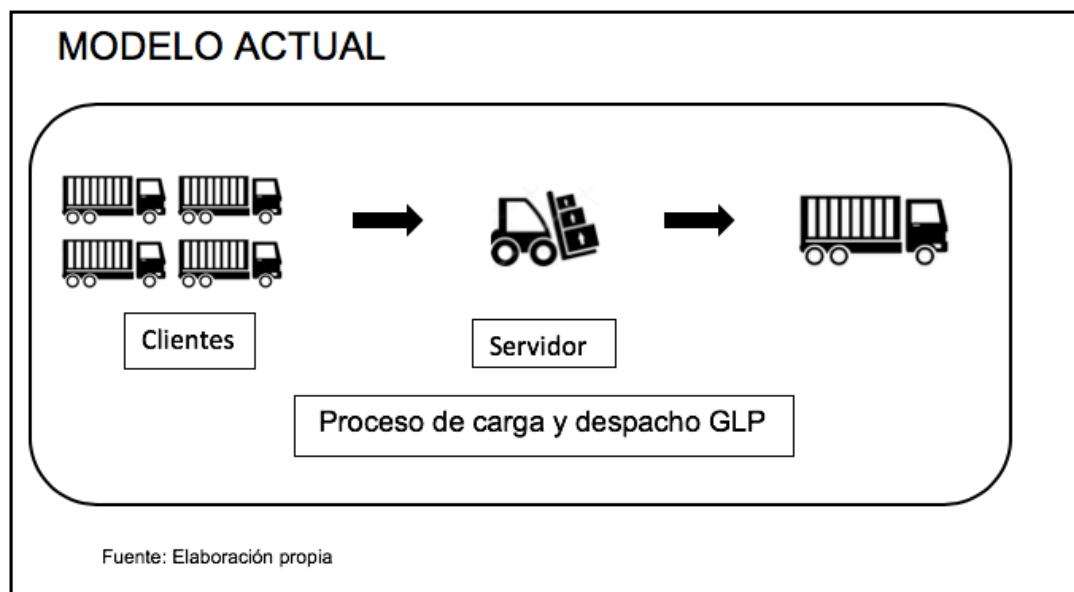 MODELO ACTUAL
Clientes
Servidor
Proceso de carga y despacho GLP
Fuente: Elaboración propia